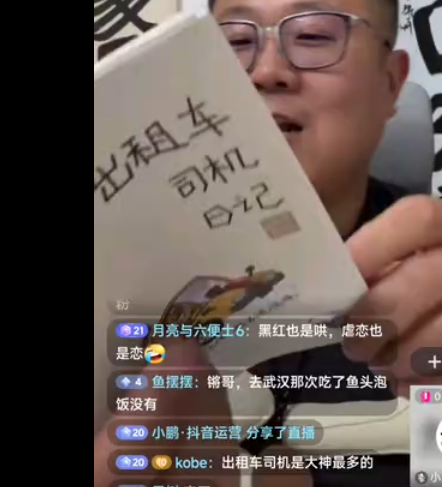 出租车
司机
日记
21 月亮与六便士6：黑红也是哄，虐恋也
是恋🤣
4 鱼摆摆：锵哥，去武汉那次吃了鱼头泡
饭没有
20 小鹏·抖音运营 分享了直播
20 kobe：出租车司机是大神最多的